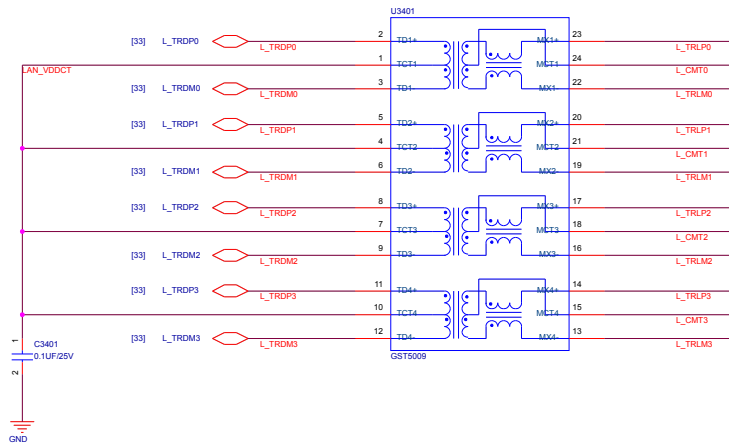 U3401
[33] L_TRDP0 L_TRDP0 2 TD1+ MX1+ 23 L_TRLP0
LAN_VDDCT 1 TCT1 MCT1 24 L_CMT0
[33] L_TRDM0 L_TRDM0 3 TD1- MX1- 22 L_TRLM0
[33] L_TRDP1 L_TRDP1 5 TD2+ MX2+ 20 L_TRLP1
4 TCT2 MCT2 21 L_CMT1
[33] L_TRDM1 L_TRDM1 6 TD2- MX2- 19 L_TRLM1
[33] L_TRDP2 L_TRDP2 8 TD3+ MX3+ 17 L_TRLP2
7 TCT3 MCT3 18 L_CMT2
[33] L_TRDM2 L_TRDM2 9 TD3- MX3- 16 L_TRLM2
[33] L_TRDP3 L_TRDP3 11 TD4+ MX4+ 14 L_TRLP3
10 TCT4 MCT4 15 L_CMT3
[33] L_TRDM3 L_TRDM3 12 TD4- MX4- 13 L_TRLM3
GST5009
1
C3401
0.1UF/25V
2
GND